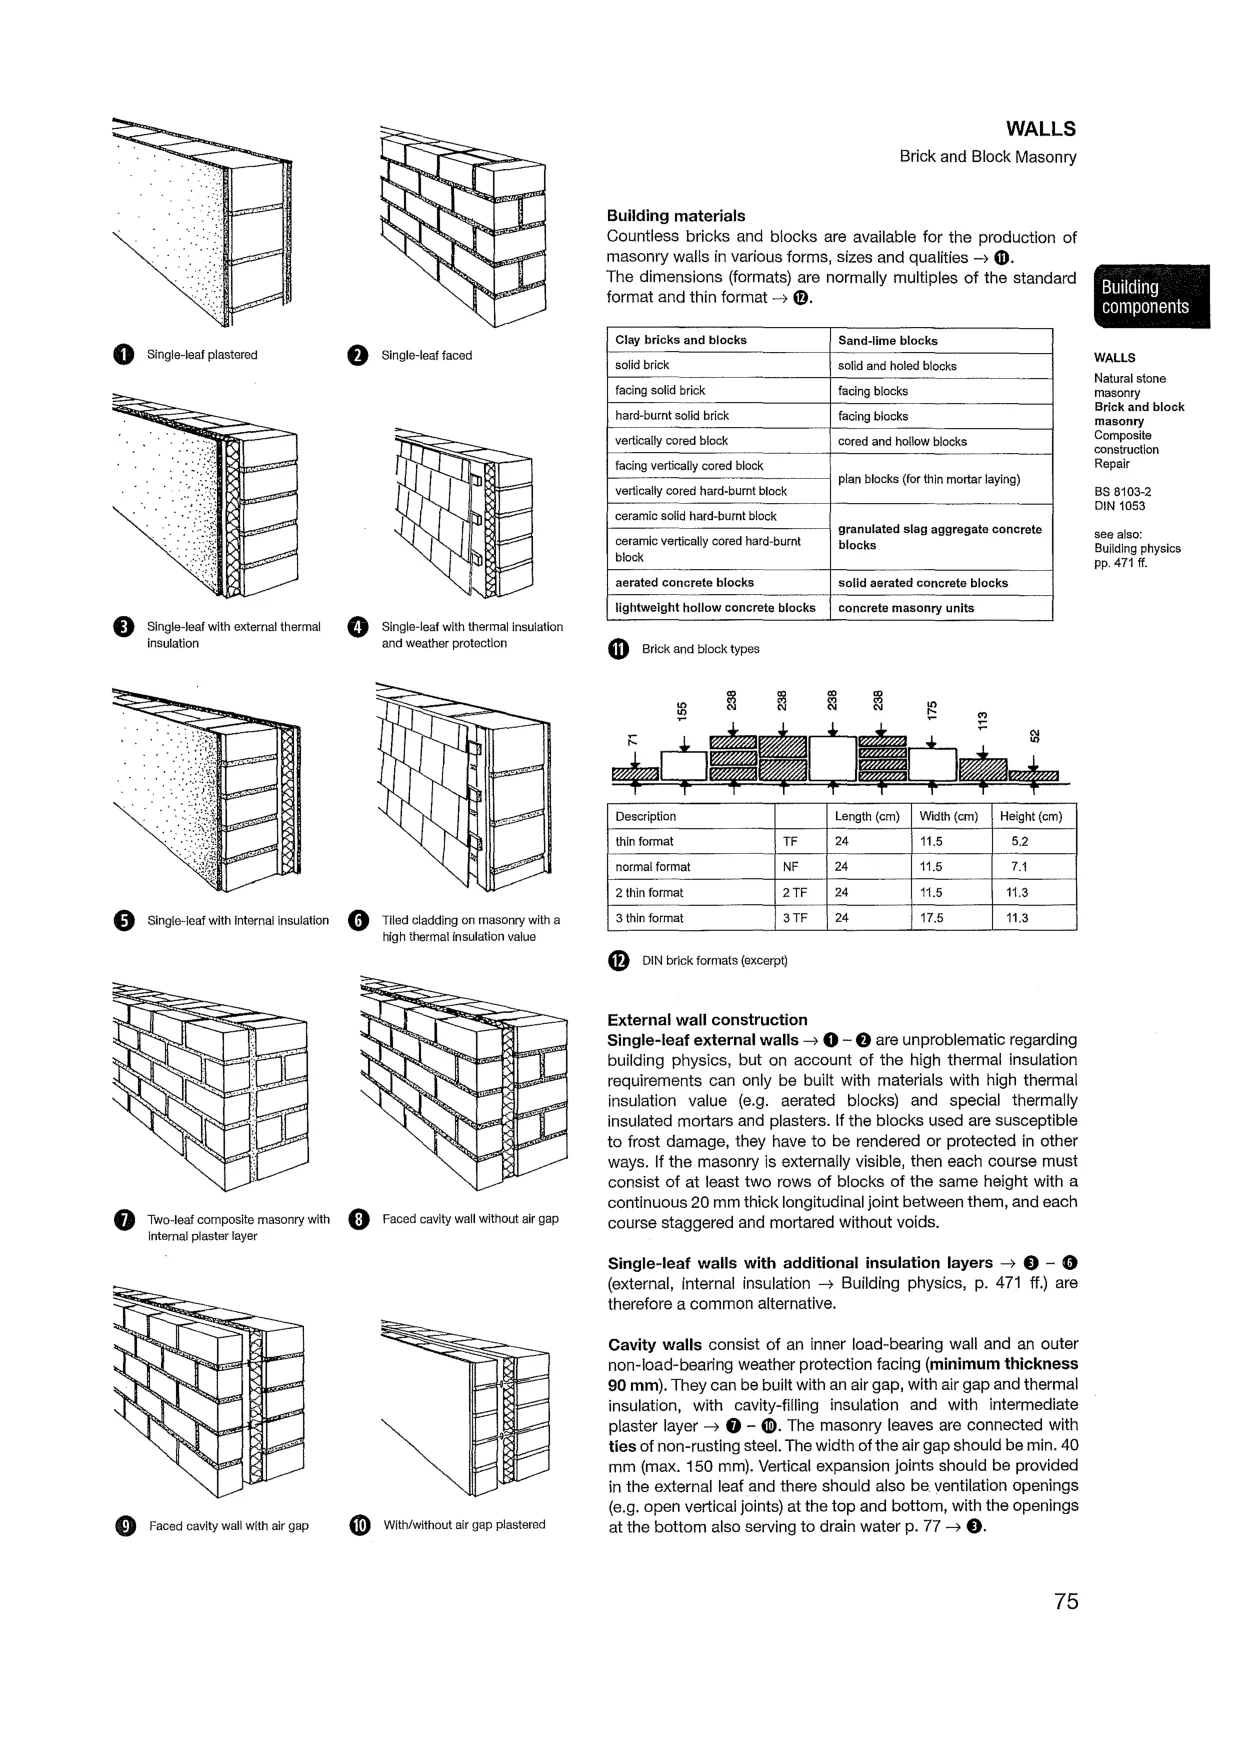 WALLS
Brick and Block Masonry
❶ Single-leaf plastered
❷ Single-leaf faced
❸ Single-leaf with external thermal
insulation
❹ Single-leaf with thermal insulation
and weather protection
❺ Single-leaf with internal insulation
❻ Tiled cladding on masonry with a
high thermal insulation value
❼ Two-leaf composite masonry with
internal plaster layer
❽ Faced cavity wall without air gap
❾ Faced cavity wall with air gap
❿ With/without air gap plastered
Building materials
Countless bricks and blocks are available for the production of
masonry walls in various forms, sizes and qualities → ⓫.
The dimensions (formats) are normally multiples of the standard
format and thin format → ⓬.
Clay bricks and blocks Sand-lime blocks
solid brick solid and holed blocks
facing solid brick facing blocks
hard-burnt solid brick facing blocks
vertically cored block cored and hollow blocks
facing vertically cored block
plan blocks (for thin mortar laying)
vertically cored hard-burnt block
ceramic solid hard-burnt block
granulated slag aggregate concrete
blocks
ceramic vertically cored hard-burnt
block
aerated concrete blocks solid aerated concrete blocks
lightweight hollow concrete blocks concrete masonry units
⓫ Brick and block types
71 155 238 238 238 238 175 113 52
Description Length (cm) Width (cm) Height (cm)
thin format TF 24 11.5 5.2
normal format NF 24 11.5 7.1
2 thin format 2 TF 24 11.5 11.3
3 thin format 3 TF 24 17.5 11.3
⓬ DIN brick formats (excerpt)
External wall construction
Single-leaf external walls → ❶ – ❷ are unproblematic regarding
building physics, but on account of the high thermal insulation
requirements can only be built with materials with high thermal
insulation value (e.g. aerated blocks) and special thermally
insulated mortars and plasters. If the blocks used are susceptible
to frost damage, they have to be rendered or protected in other
ways. If the masonry is externally visible, then each course must
consist of at least two rows of blocks of the same height with a
continuous 20 mm thick longitudinal joint between them, and each
course staggered and mortared without voids.
Single-leaf walls with additional insulation layers → ❸ – ❻
(external, internal insulation → Building physics, p. 471 ff.) are
therefore a common alternative.
Cavity walls consist of an inner load-bearing wall and an outer
non-load-bearing weather protection facing (minimum thickness
90 mm). They can be built with an air gap, with air gap and thermal
insulation, with cavity-filling insulation and with intermediate
plaster layer → ❼ – ❿. The masonry leaves are connected with
ties of non-rusting steel. The width of the air gap should be min. 40
mm (max. 150 mm). Vertical expansion joints should be provided
in the external leaf and there should also be ventilation openings
(e.g. open vertical joints) at the top and bottom, with the openings
at the bottom also serving to drain water p. 77 → ❸.
Building
components
WALLS
Natural stone
masonry
Brick and block
masonry
Composite
construction
Repair
BS 8103-2
DIN 1053
see also:
Building physics
pp. 471 ff.
75